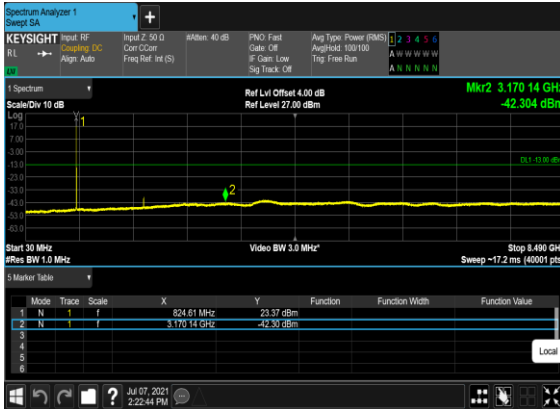 Spectrum Analyzer 1
Swept SA
KEYSIGHT
RL
Input: RF
Coupling: DC
Align: Auto
Input Z: 50 Ω
Corr CCorr
Freq Ref: Int (S)
#Atten: 40 dB
PNO: Fast
Gate: Off
IF Gain: Low
Sig Track: Off
Avg Type: Power (RMS)
Avg|Hold: 100/100
Trig: Free Run
1 2 3 4 5 6
A W W W W W
A N N N N N
1 Spectrum
Scale/Div 10 dB
Ref Lvl Offset 4.00 dB
Ref Level 27.00 dBm
Mkr2 3.170 14 GHz
-42.304 dBm
Log
17.0
7.00
-3.00
-13.0
-23.0
-33.0
-43.0
-53.0
-63.0
1
2
DL1 -13.00 dBm
Start 30 MHz
#Res BW 1.0 MHz
Video BW 3.0 MHz*
Stop 8.490 GH
Sweep ~17.2 ms (40001 pts
5 Marker Table
Mode Trace Scale X Y Function Function Width Function Value
1 N 1 f 824.61 MHz 23.37 dBm
2 N 1 f 3.170 14 GHz -42.30 dBm
3
4
5
6
Local
?
Jul 07, 2021
2:22:44 PM